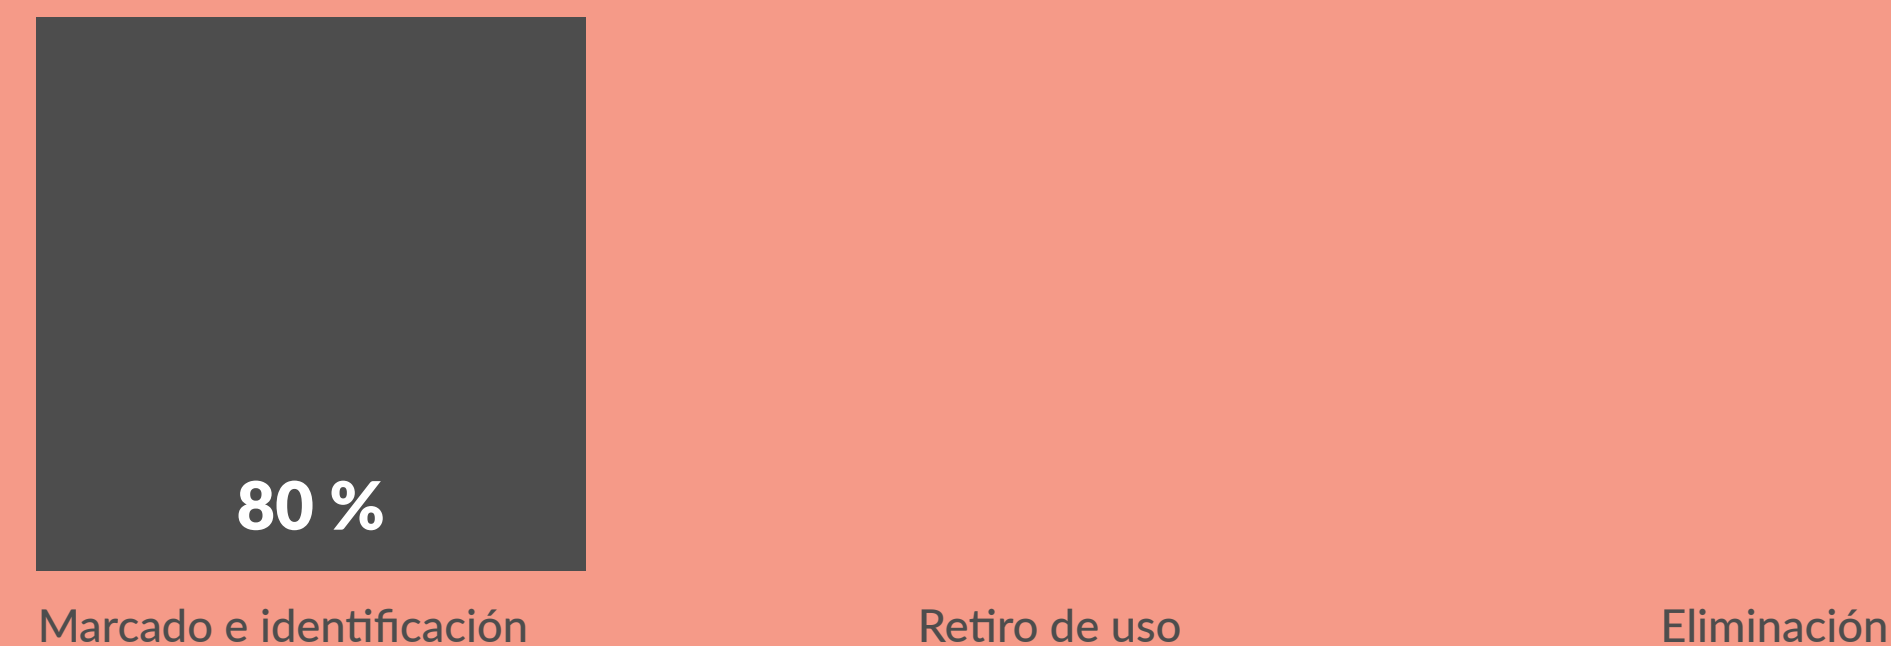 80 %
Marcado e identificación
Retiro de uso
Eliminación